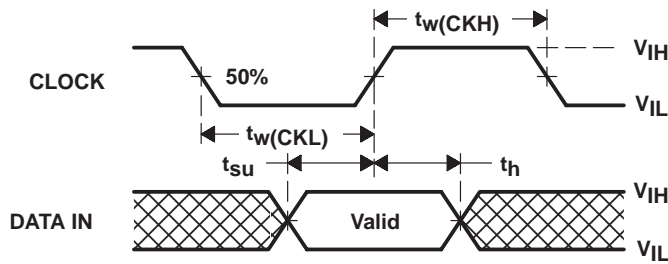 tw(CKH)
VIH
CLOCK
50%
VIL
tw(CKL)
tsu
th
VIH
DATA IN
Valid
VIL